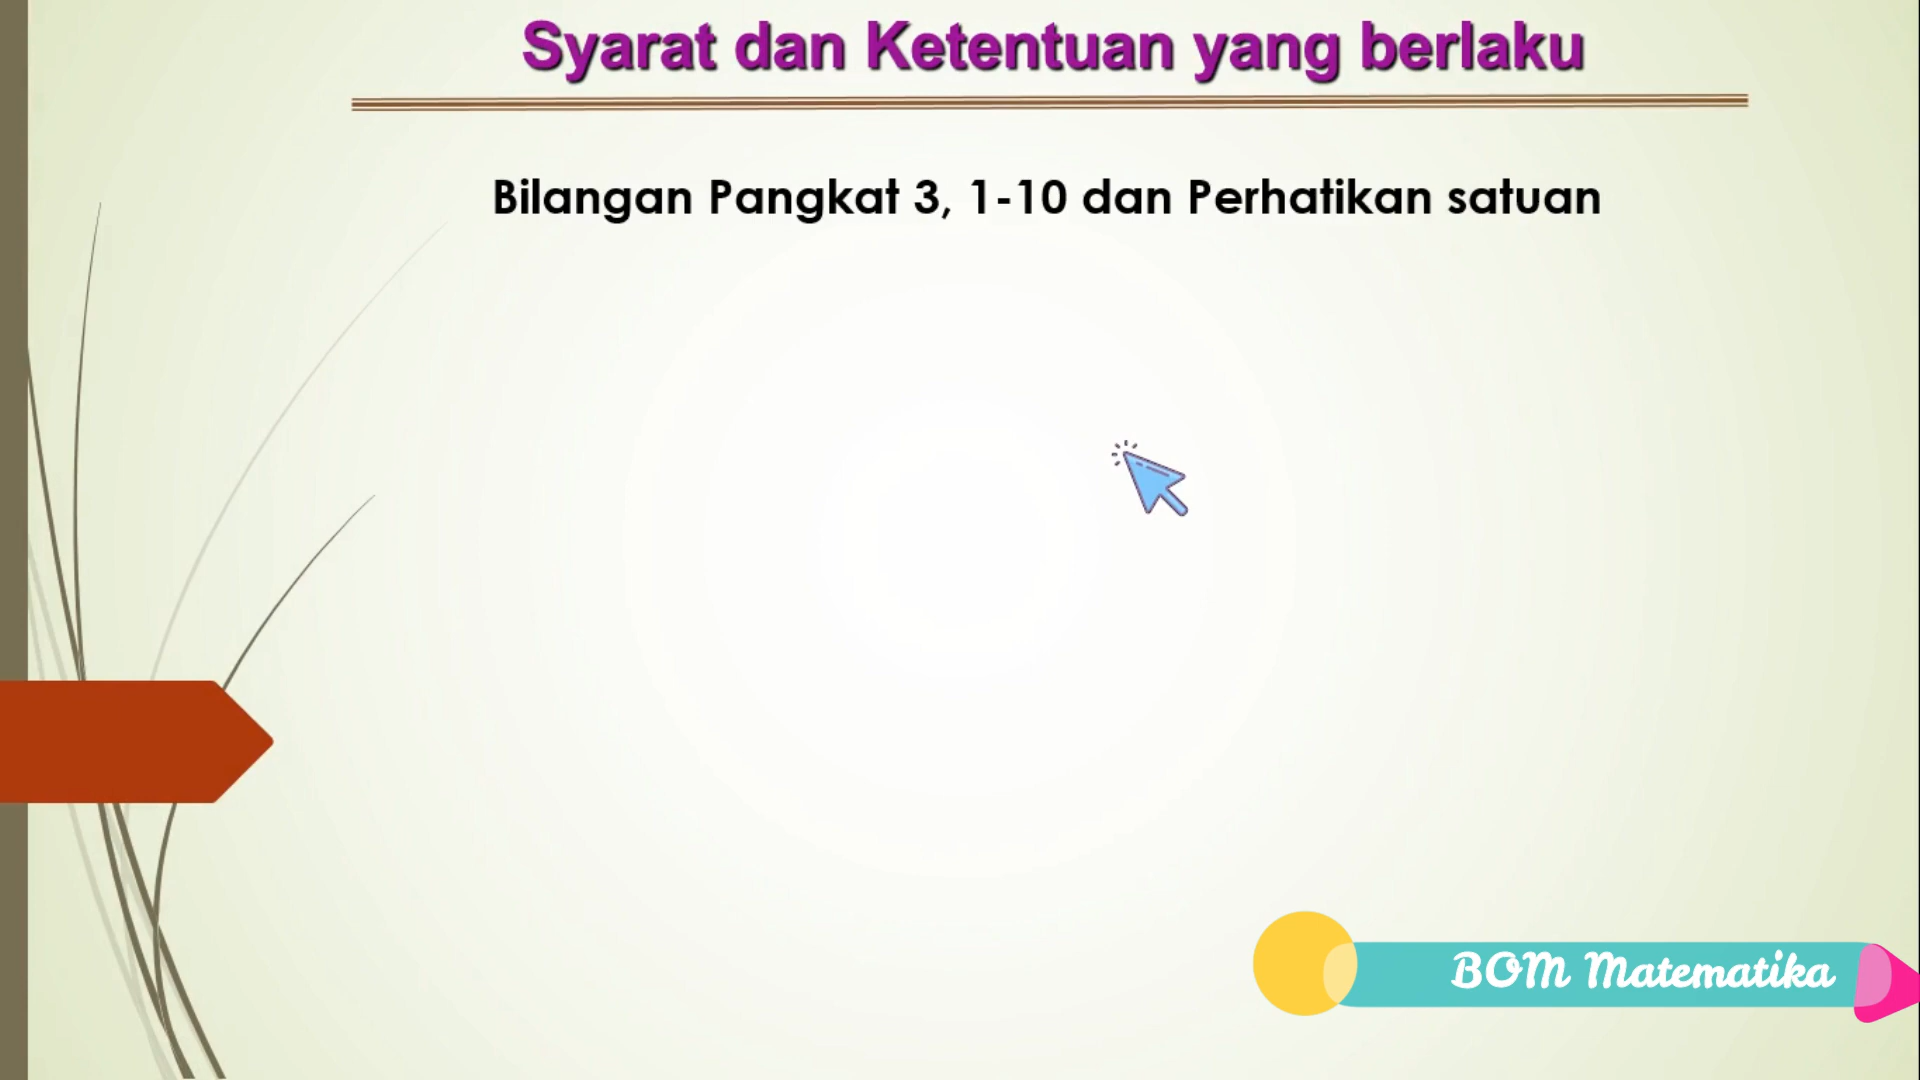 Syarat dan Ketentuan yang berlaku
Bilangan Pangkat 3, 1-10 dan Perhatikan satuan
BOM Matematika